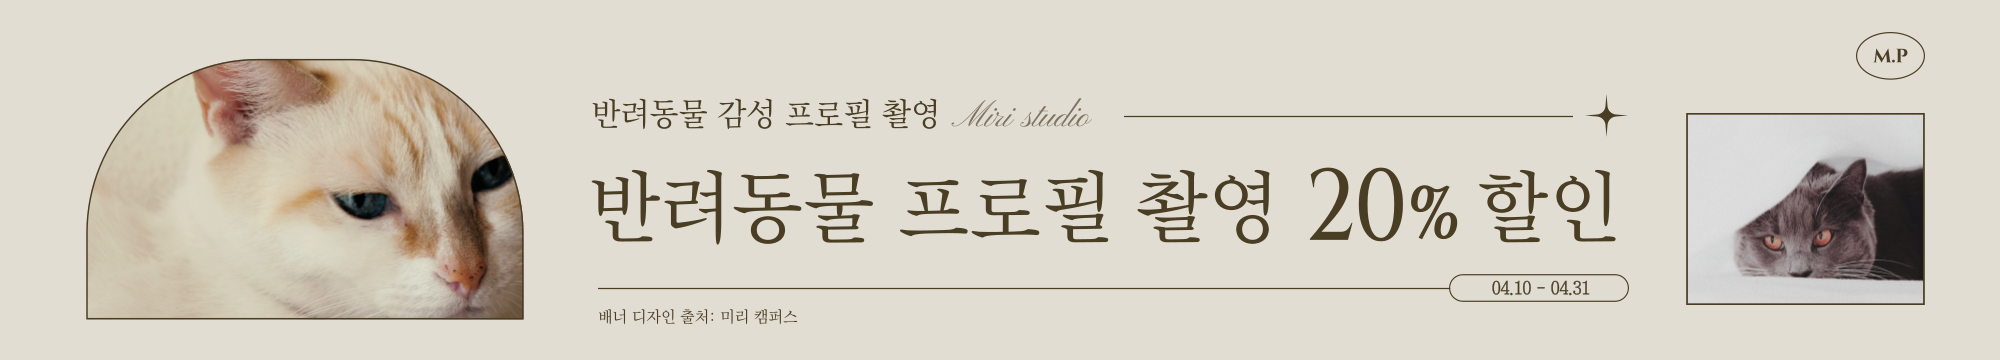 M.P
반려동물 감성 프로필 촬영 Miri studio
반려동물 프로필 촬영 20% 할인
04.10 - 04.31
배너 디자인 출처: 미리 캠퍼스